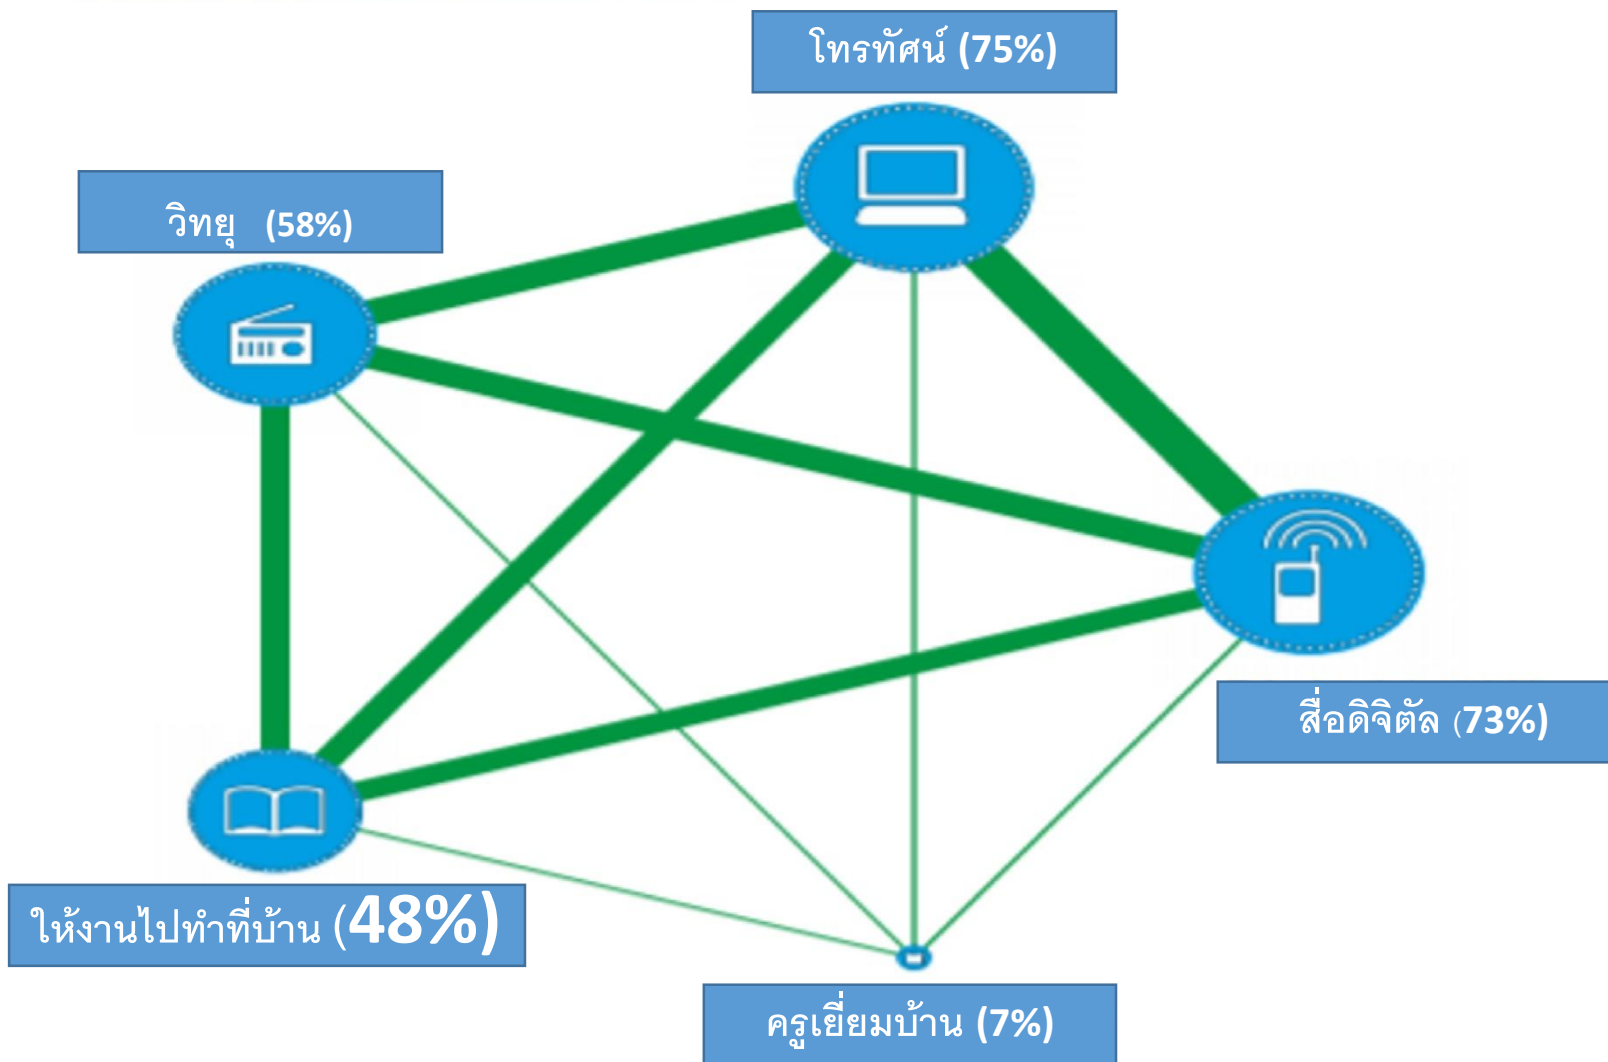 โทรทัศน์ (75%)
วิทยุ (58%)
สื่อดิจิตัล (73%)
ให้งานไปทำที่บ้าน (48%)
ครูเยี่ยมบ้าน (7%)